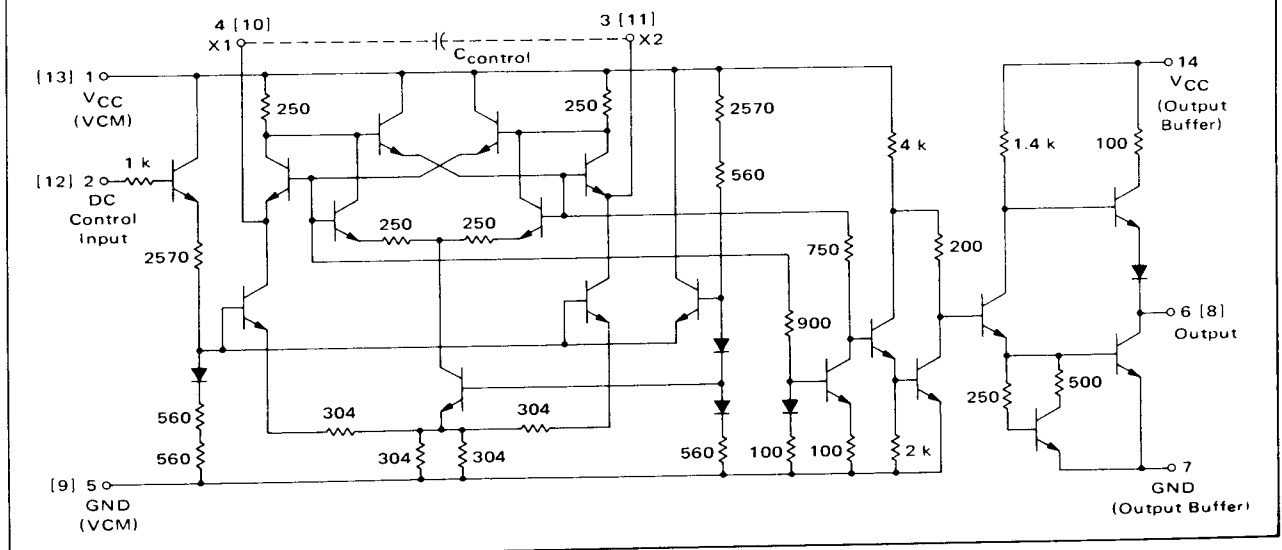 4 [10]
3 [11]
X1
X2
Ccontrol
[13] 1
VCC
(VCM)
14
VCC
(Output
Buffer)
250
250
2570
4 k
1.4 k
100
1 k
[12] 2
DC
Control
Input
560
250
250
2570
750
200
900
6 [8]
Output
560
560
304
304
304
304
560
100
100
2 k
250
500
[9] 5
GND
(VCM)
7
GND
(Output Buffer)